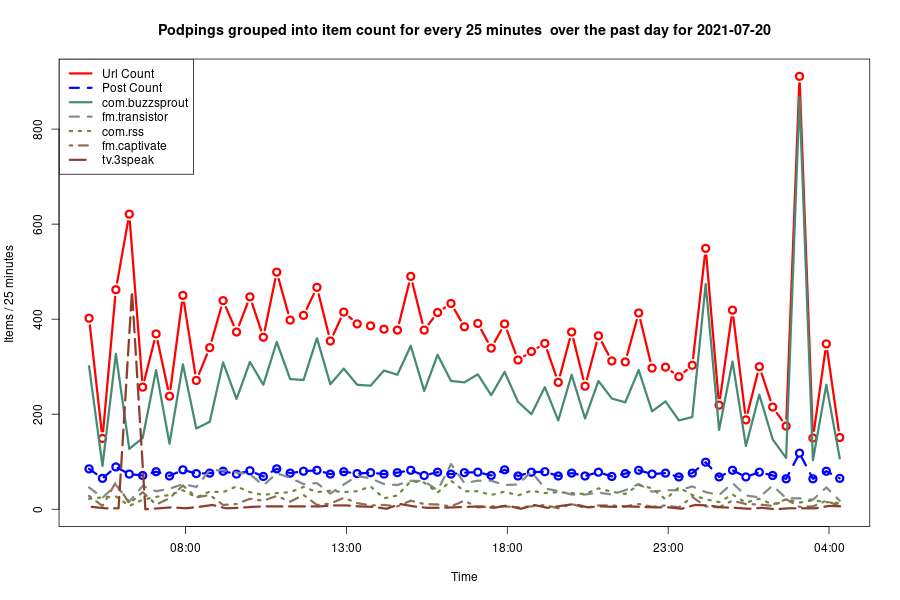 Podpings grouped into item count for every 25 minutes  over the past day for 2021-07-20
Url Count
Post Count
com.buzzsprout
fm.transistor
com.rss
fm.captivate
tv.3speak
Items / 25 minutes
800
600
400
200
0
08:00 13:00 18:00 23:00 04:00
Time